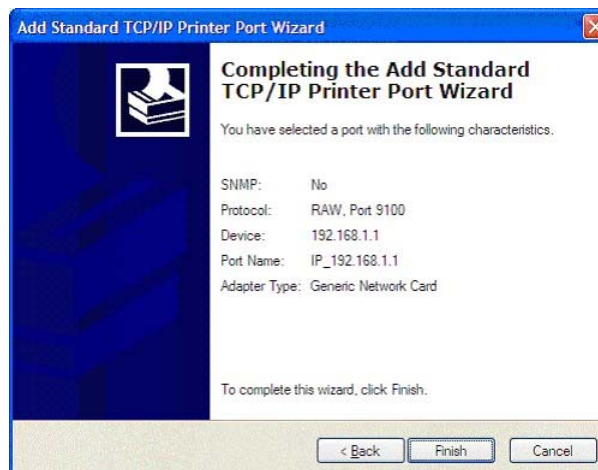 Add Standard TCP/IP Printer Port Wizard
Completing the Add Standard
TCP/IP Printer Port Wizard
You have selected a port with the following characteristics.
SNMP: No
Protocol: RAW, Port 9100
Device: 192.168.1.1
Port Name: IP_192.168.1.1
Adapter Type: Generic Network Card
To complete this wizard, click Finish.
< Back Finish Cancel